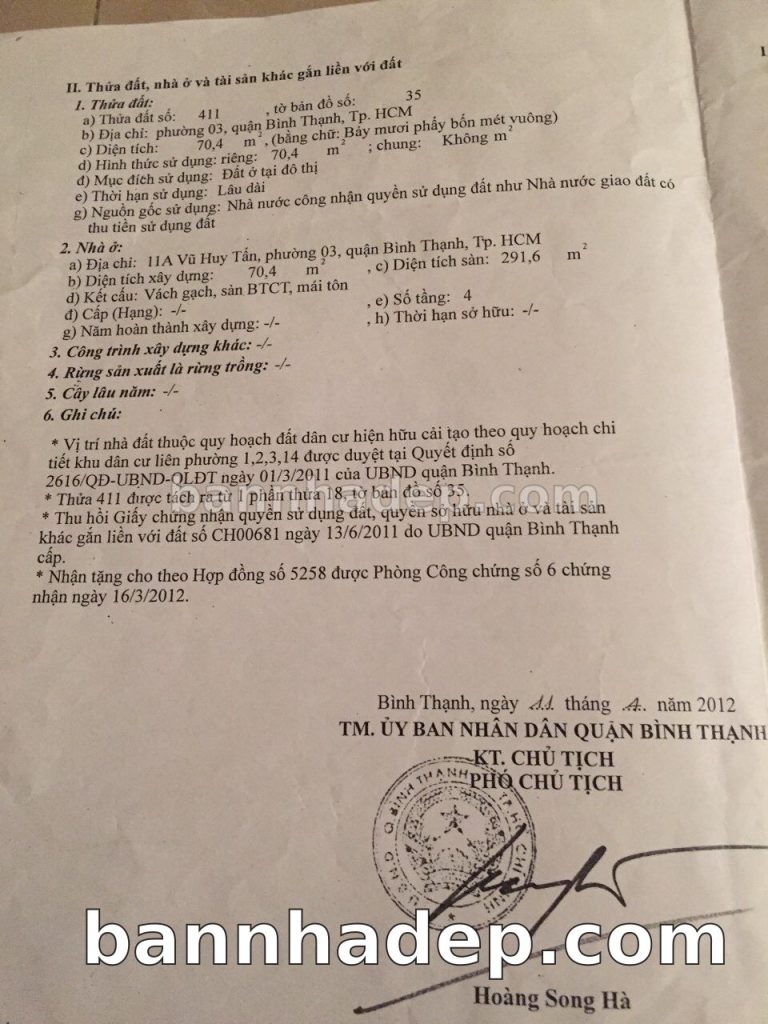 II. Thửa đất, nhà ở và tài sản khác gắn liền với đất
1. Thửa đất:
a) Thửa đất số: 411 , tờ bản đồ số: 35
b) Địa chỉ: phường 03, quận Bình Thạnh, Tp. HCM
c) Diện tích: 70,4 m², (bằng chữ: Bảy mươi phẩy bốn mét vuông)
d) Hình thức sử dụng: riêng: 70,4 m² ; chung: Không m²
đ) Mục đích sử dụng: Đất ở tại đô thị
e) Thời hạn sử dụng: Lâu dài
g) Nguồn gốc sử dụng: Nhà nước công nhận quyền sử dụng đất như Nhà nước giao đất có
thu tiền sử dụng đất
2. Nhà ở:
a) Địa chỉ: 11A Vũ Huy Tấn, phường 03, quận Bình Thạnh, Tp. HCM
b) Diện tích xây dựng: 70,4 m² , c) Diện tích sàn: 291,6 m²
d) Kết cấu: Vách gạch, sàn BTCT, mái tôn
đ) Cấp (Hạng): -/- , e) Số tầng: 4
g) Năm hoàn thành xây dựng: -/- , h) Thời hạn sở hữu: -/-
3. Công trình xây dựng khác: -/-
4. Rừng sản xuất là rừng trồng: -/-
5. Cây lâu năm: -/-
6. Ghi chú:
* Vị trí nhà đất thuộc quy hoạch đất dân cư hiện hữu cải tạo theo quy hoạch chi
tiết khu dân cư liên phường 1,2,3,14 được duyệt tại Quyết định số
2616/QĐ-UBND-QLĐT ngày 01/3/2011 của UBND quận Bình Thạnh.
* Thửa 411 được tách ra từ 1 phần thửa 18, tờ bản đồ số 35.
bannhadep.com
* Thu hồi Giấy chứng nhận quyền sử dụng đất, quyền sở hữu nhà ở và tài sản
khác gắn liền với đất số CH00681 ngày 13/6/2011 do UBND quận Bình Thạnh
cấp.
* Nhận tặng cho theo Hợp đồng số 5258 được Phòng Công chứng số 6 chứng
nhận ngày 16/3/2012.
Bình Thạnh, ngày 11 tháng 4 năm 2012
TM. ỦY BAN NHÂN DÂN QUẬN BÌNH THẠNH
KT. CHỦ TỊCH
PHÓ CHỦ TỊCH
U.B.N.D Q.BÌNH THẠNH T.P.HỒ CHÍ MINH
bannhadep.com
Hoàng Song Hà